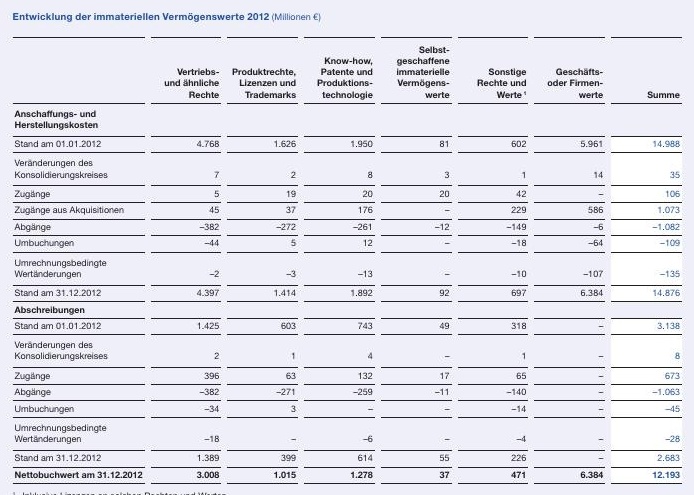 Entwicklung der immateriellen Vermögenswerte 2012 (Millionen €)
Vertriebs- und ähnliche Rechte | Produktrechte, Lizenzen und Trademarks | Know-how, Patente und Produktions-technologie | Selbst-geschaffene immaterielle Vermögens-werte | Sonstige Rechte und Werte ¹ | Geschäfts- oder Firmen-werte | Summe
Anschaffungs- und
Herstellungskosten
Stand am 01.01.2012 4.768 1.626 1.950 81 602 5.961 14.988
Veränderungen des
Konsolidierungskreises 7 2 8 3 1 14 35
Zugänge 5 19 20 20 42 – 106
Zugänge aus Akquisitionen 45 37 176 – 229 586 1.073
Abgänge –382 –272 –261 –12 –149 –6 –1.082
Umbuchungen –44 5 12 – –18 –64 –109
Umrechnungsbedingte
Wertänderungen –2 –3 –13 – –10 –107 –135
Stand am 31.12.2012 4.397 1.414 1.892 92 697 6.384 14.876
Abschreibungen
Stand am 01.01.2012 1.425 603 743 49 318 – 3.138
Veränderungen des
Konsolidierungskreises 2 1 4 – 1 – 8
Zugänge 396 63 132 17 65 – 673
Abgänge –382 –271 –259 –11 –140 – –1.063
Umbuchungen –34 3 – – –14 – –45
Umrechnungsbedingte
Wertänderungen –18 – –6 – –4 – –28
Stand am 31.12.2012 1.389 399 614 55 226 – 2.683
Nettobuchwert am 31.12.2012 3.008 1.015 1.278 37 471 6.384 12.193